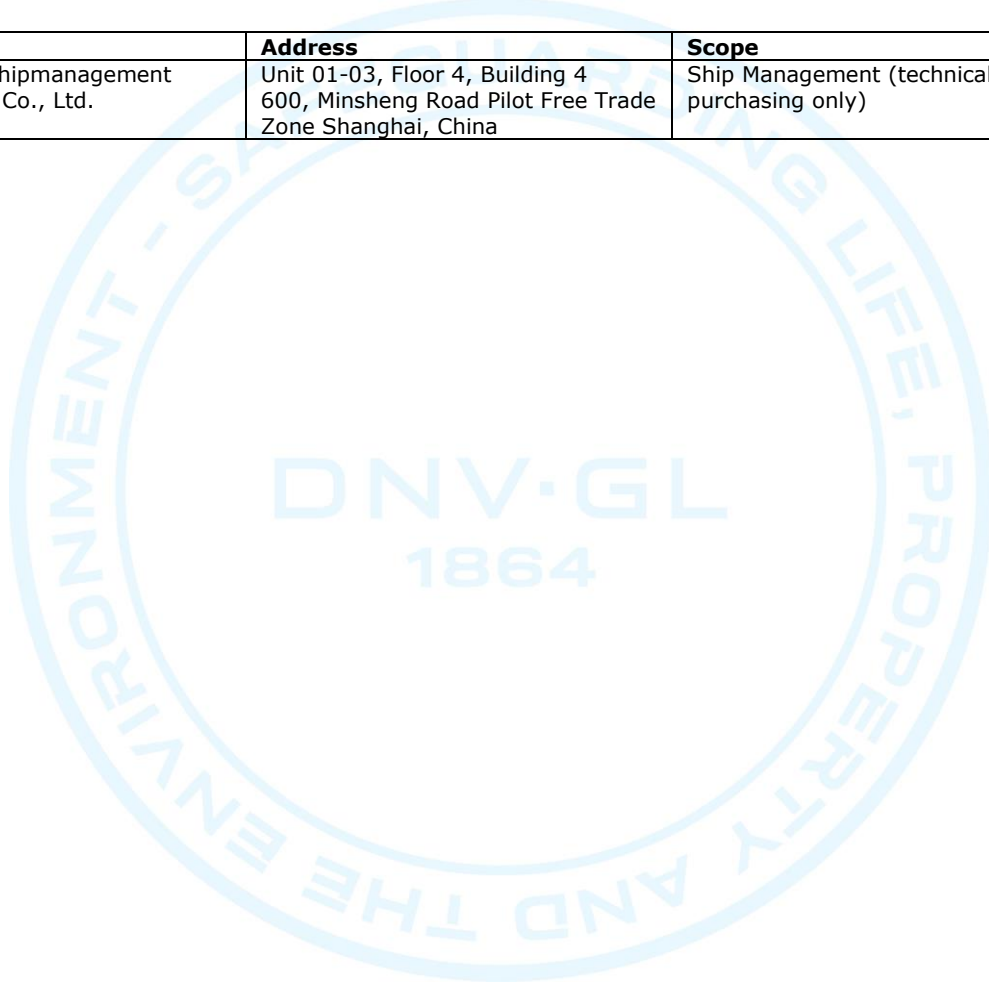 Address Scope
hipmanagement Unit 01-03, Floor 4, Building 4 Ship Management (technical
Co., Ltd. 600, Minsheng Road Pilot Free Trade purchasing only)
Zone Shanghai, China
SAFEGUARDING LIFE, PROPERTY AND THE ENVIRONMENT -
DNV·GL
1864